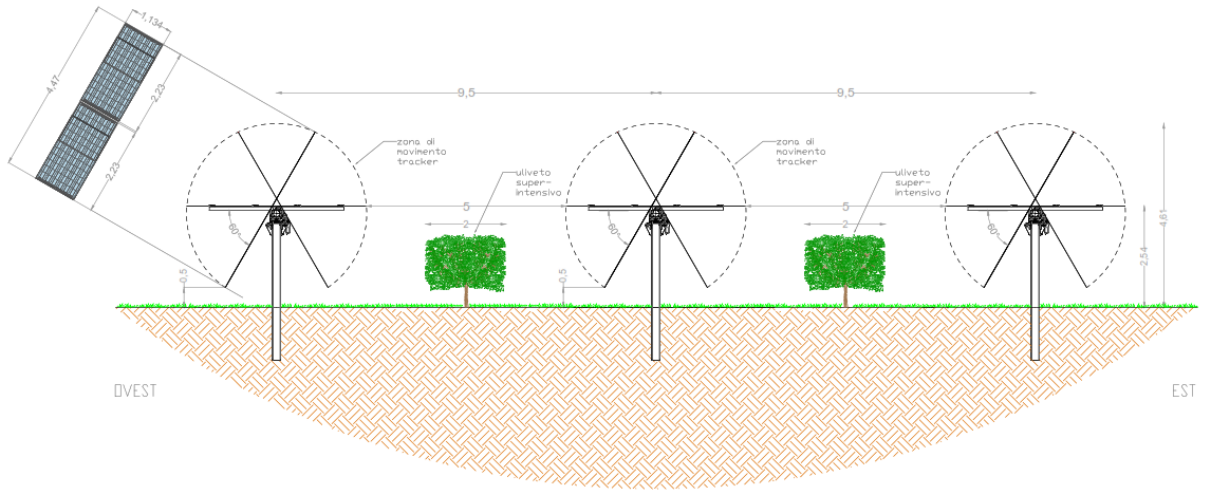 1,134
4,47
2,23
2,23
9,5
9,5
zona di
movimento
tracker
zona di
movimento
tracker
uliveto
super-
intensivo
uliveto
super-
intensivo
5
5
2
2
60°
60°
60°
0,5
0,5
2,54
4,61
OVEST
EST